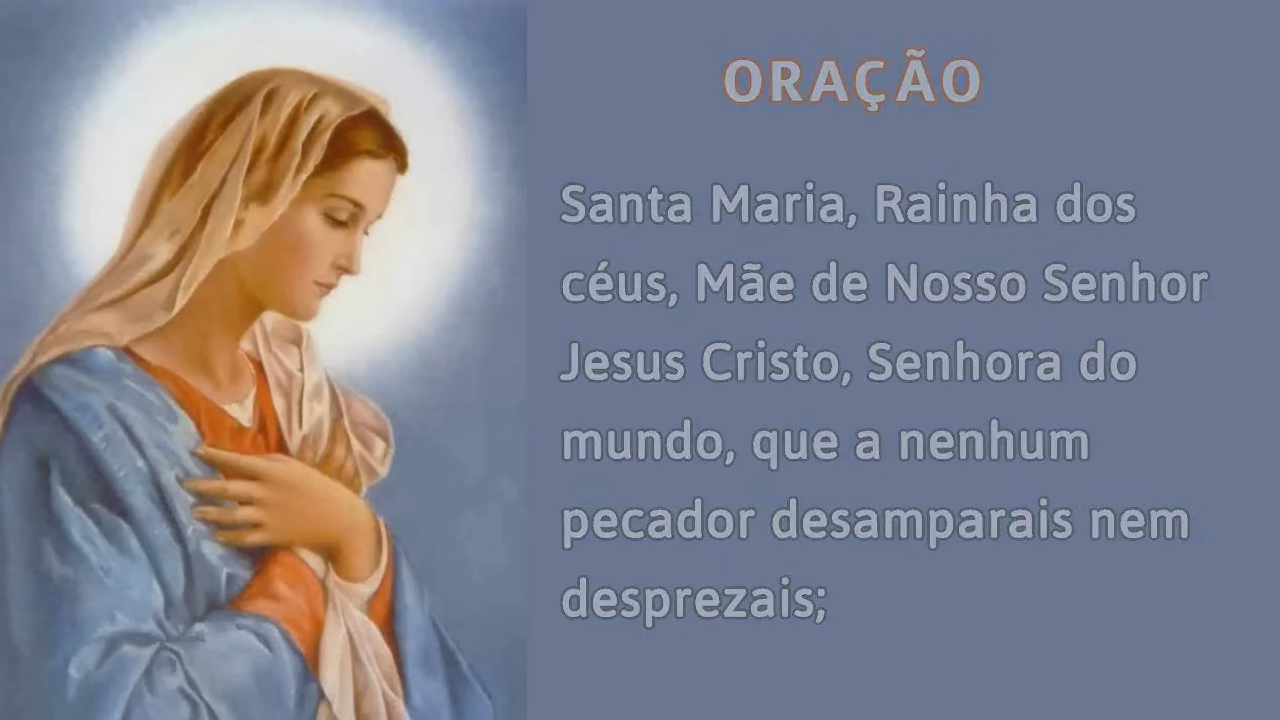 ORAÇÃO
Santa Maria, Rainha dos
céus, Mãe de Nosso Senhor
Jesus Cristo, Senhora do
mundo, que a nenhum
pecador desamparais nem
desprezais;